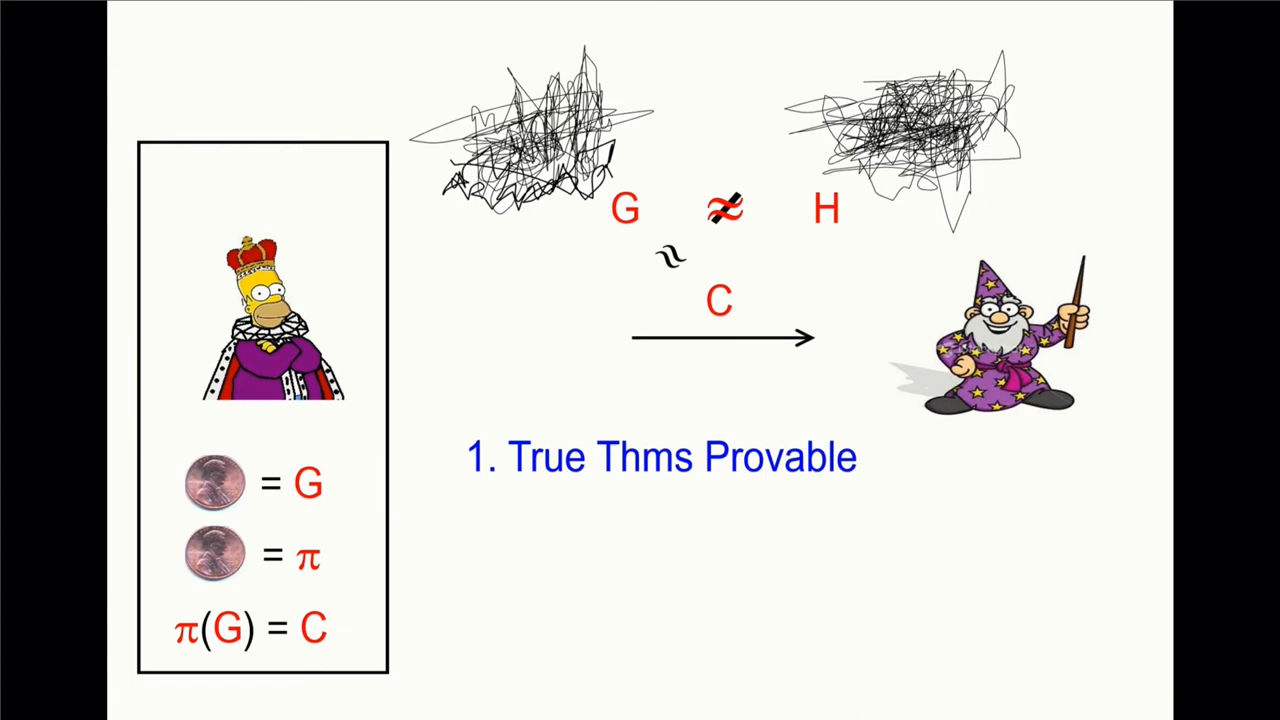 G ≉ H
≈
C
1. True Thms Provable
= G
= π
π(G) = C